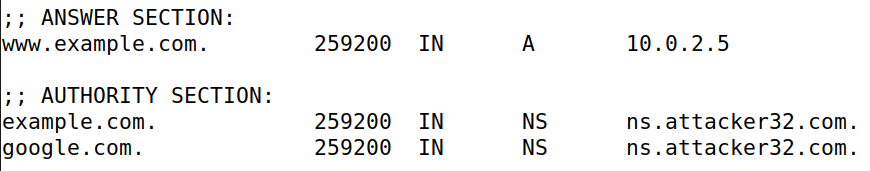 ;; ANSWER SECTION:
www.example.com. 259200 IN A 10.0.2.5
;; AUTHORITY SECTION:
example.com. 259200 IN NS ns.attacker32.com.
google.com. 259200 IN NS ns.attacker32.com.